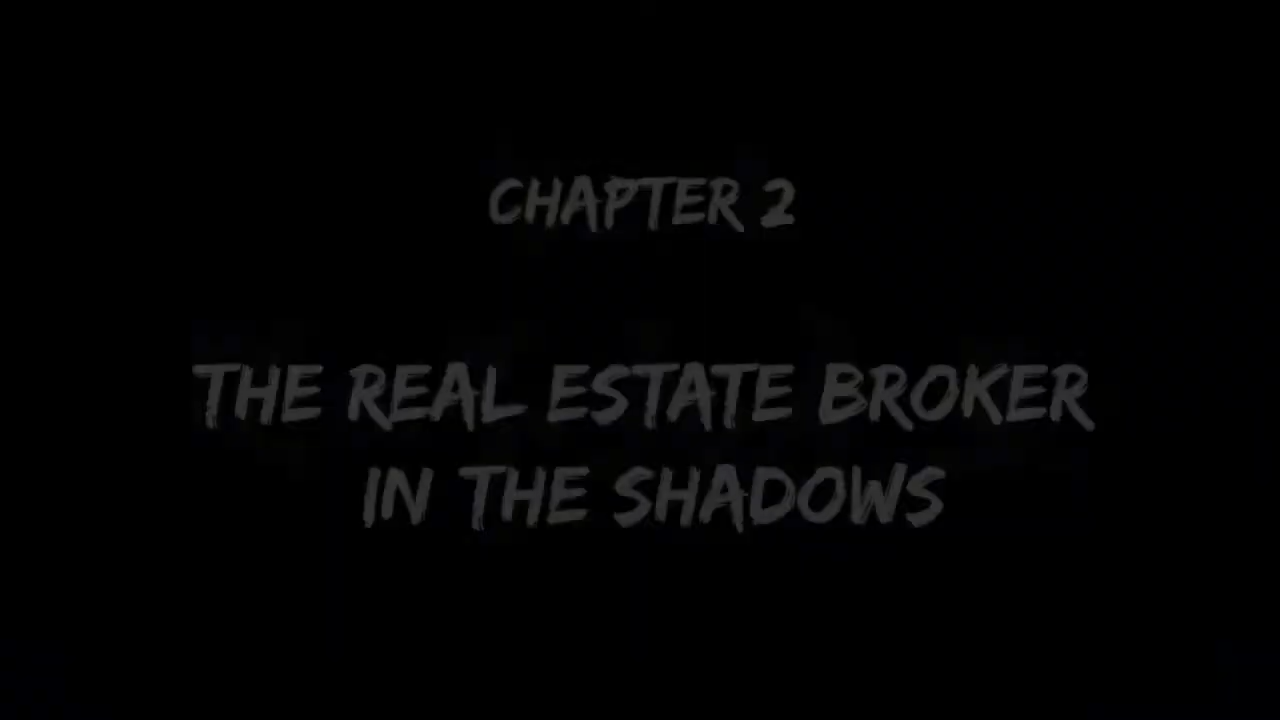 CHAPTER 2
THE REAL ESTATE BROKER
IN THE SHADOWS